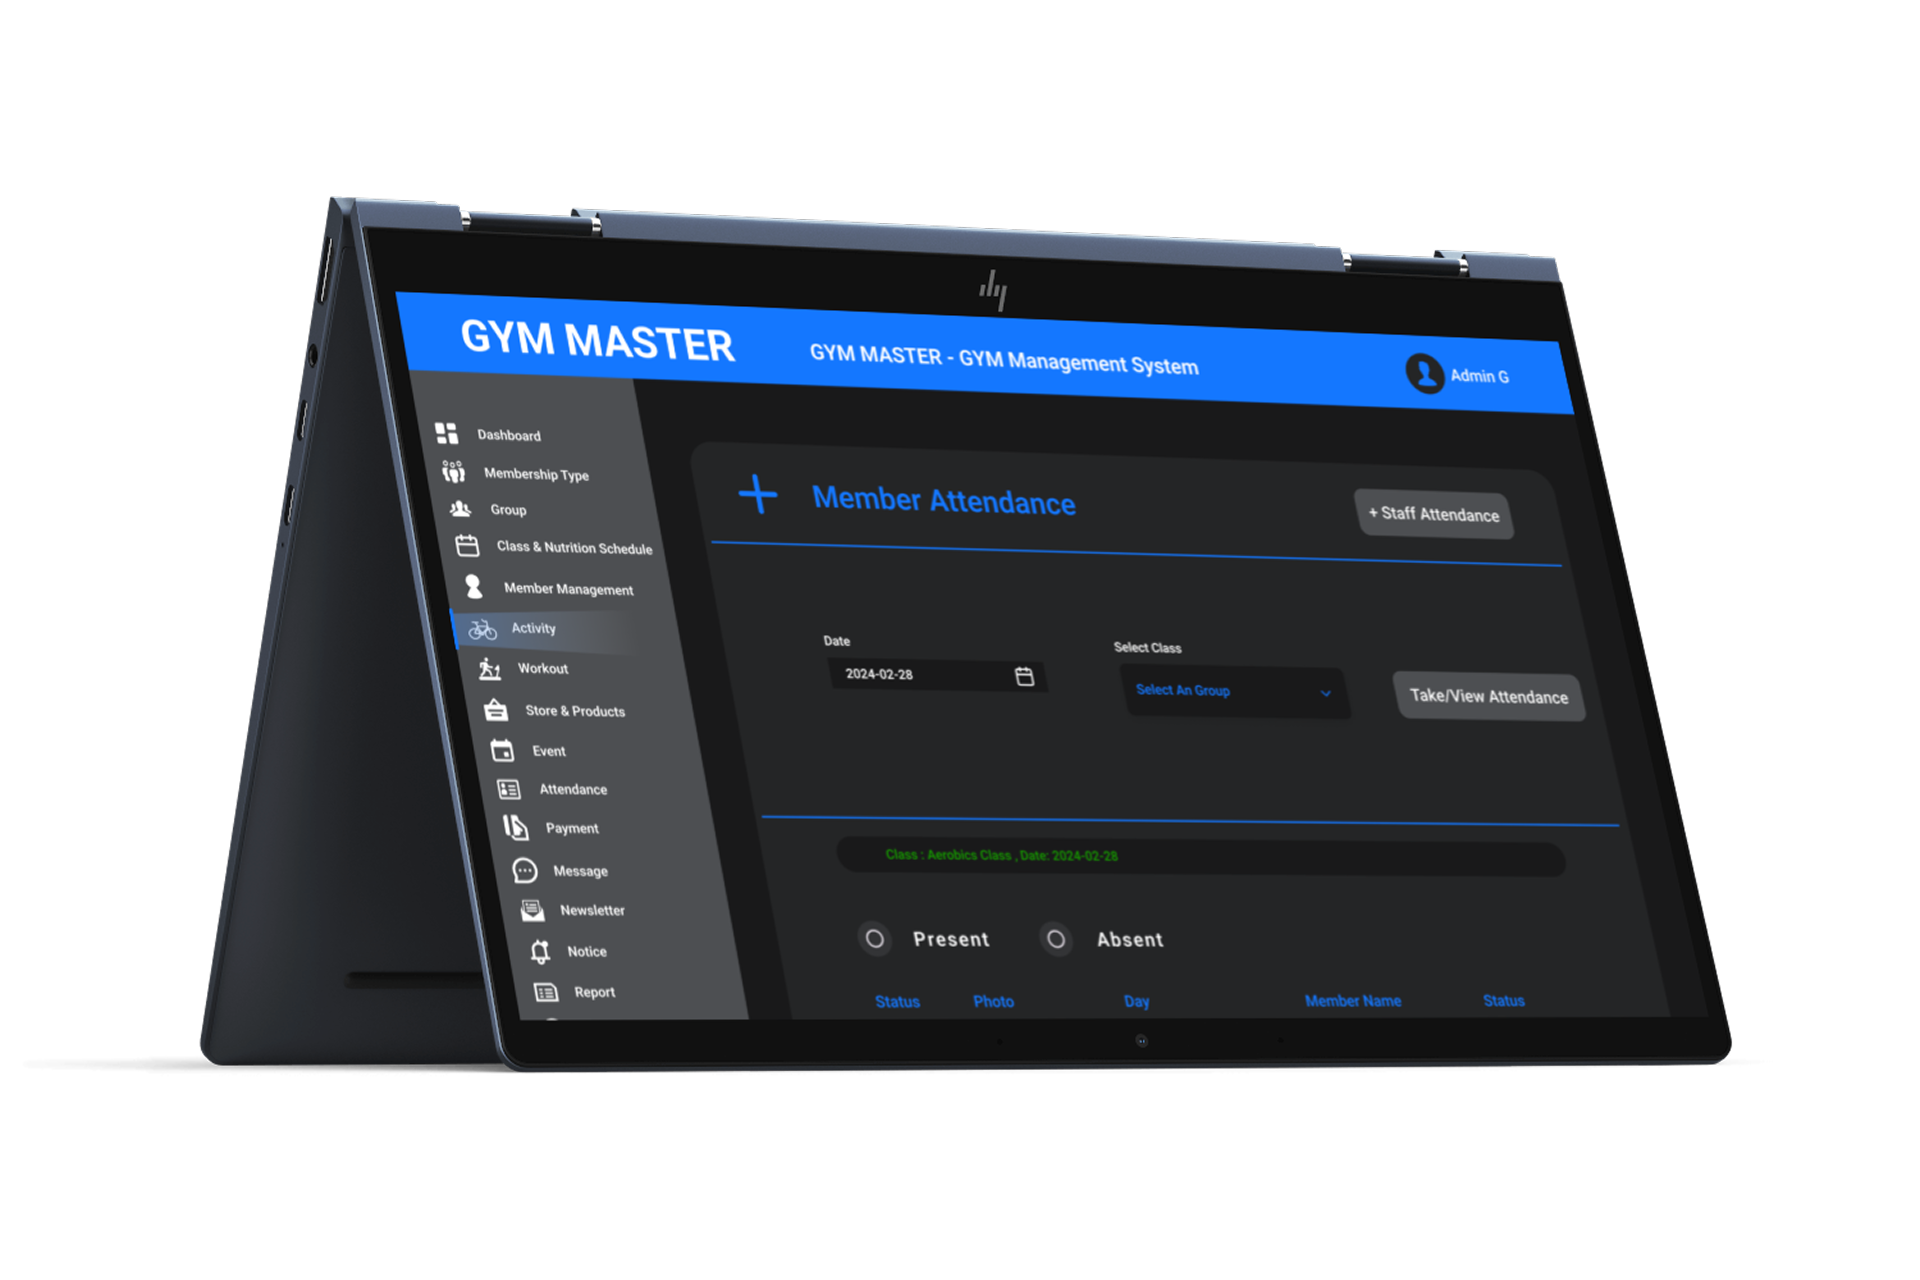 GYM MASTER
GYM MASTER - GYM Management System
Admin G
Dashboard
Membership Type
Group
Class & Nutrition Schedule
Member Management
Activity
Workout
Store & Products
Event
Attendance
Payment
Message
Newsletter
Notice
Report
Member Attendance
+ Staff Attendance
Date
Select Class
2024-02-28
Select An Group
Take/View Attendance
Class : Aerobics Class , Date: 2024-02-28
Present
Absent
Status Photo Day Member Name Status